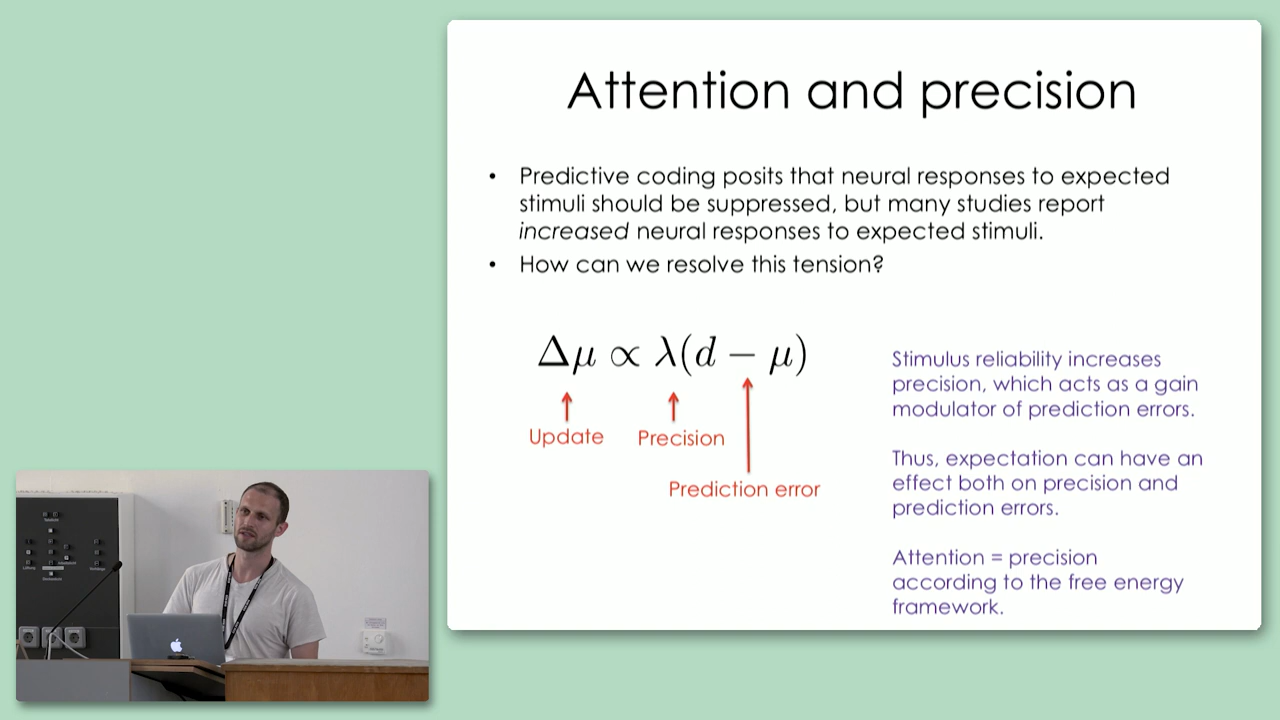 Attention and precision
• Predictive coding posits that neural responses to expected
stimuli should be suppressed, but many studies report
increased neural responses to expected stimuli.
• How can we resolve this tension?
Δμ ∝ λ(d − μ)
Update
Precision
Prediction error
Stimulus reliability increases
precision, which acts as a gain
modulator of prediction errors.
Thus, expectation can have an
effect both on precision and
prediction errors.
Attention = precision
according to the free energy
framework.